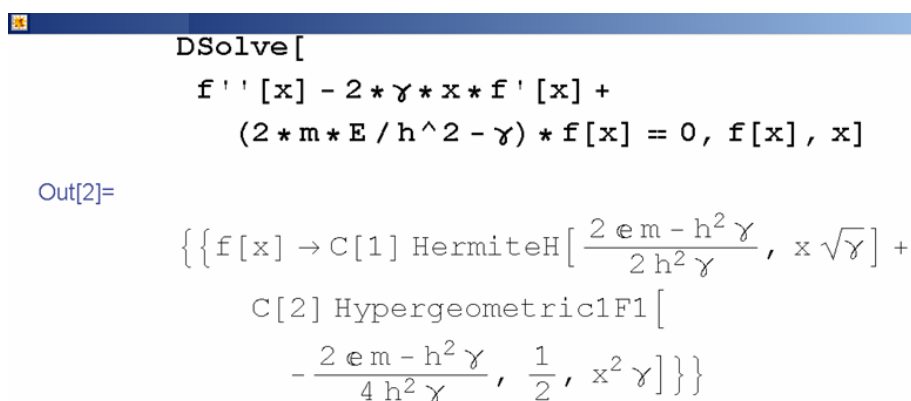 DSolve[
f''[x] - 2 * γ * x * f'[x] +
(2 * m * E / h^2 - γ) * f[x] == 0, f[x], x]
Out[2]=
{{f[x] → C[1] HermiteH[(2 ⅇ m - h² γ)/(2 h² γ), x √γ] +
C[2] Hypergeometric1F1[
-(2 ⅇ m - h² γ)/(4 h² γ), 1/2, x² γ]}}